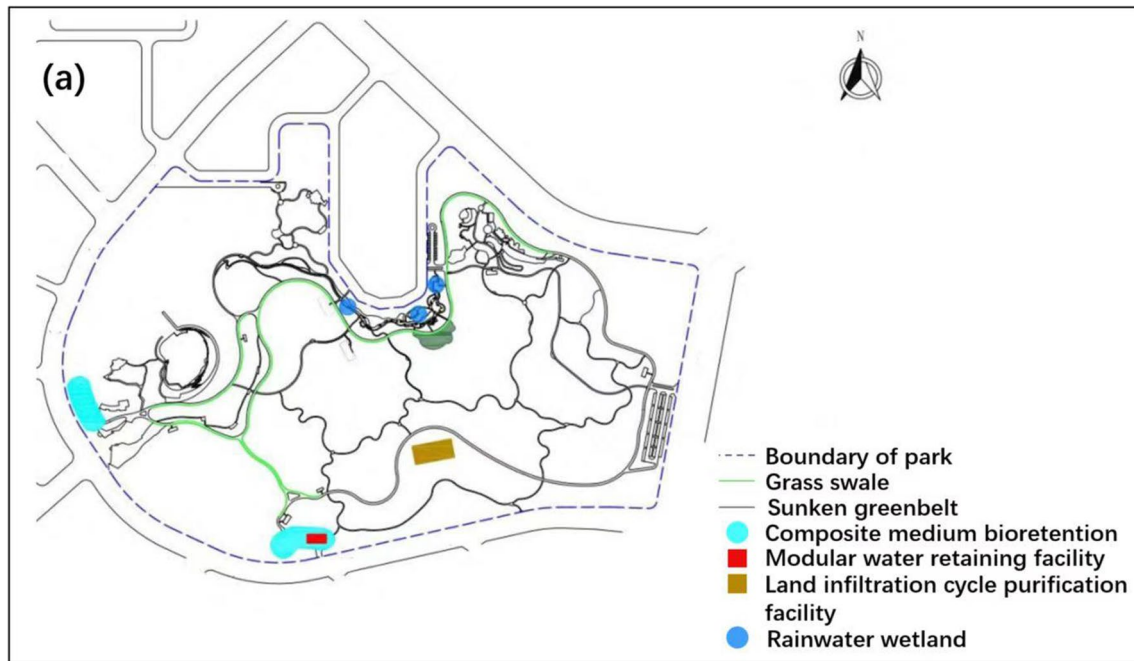 (a)
N
Boundary of park
Grass swale
Sunken greenbelt
Composite medium bioretention
Modular water retaining facility
Land infiltration cycle purification
facility
Rainwater wetland